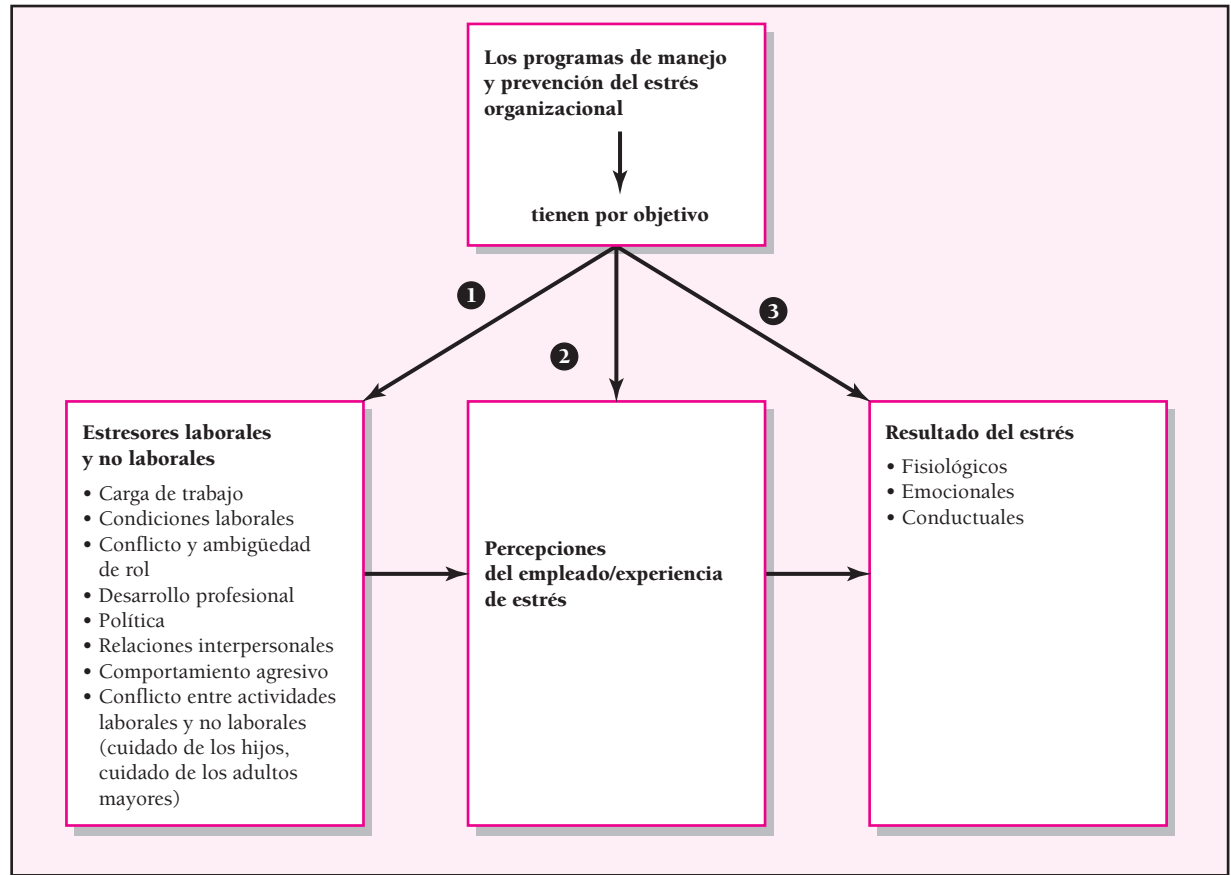 Los programas de manejo
y prevención del estrés
organizacional
tienen por objetivo
1
2
3
Estresores laborales
y no laborales
• Carga de trabajo
• Condiciones laborales
• Conflicto y ambigüedad
de rol
• Desarrollo profesional
• Política
• Relaciones interpersonales
• Comportamiento agresivo
• Conflicto entre actividades
laborales y no laborales
(cuidado de los hijos,
cuidado de los adultos
mayores)
Percepciones
del empleado/experiencia
de estrés
Resultado del estrés
• Fisiológicos
• Emocionales
• Conductuales